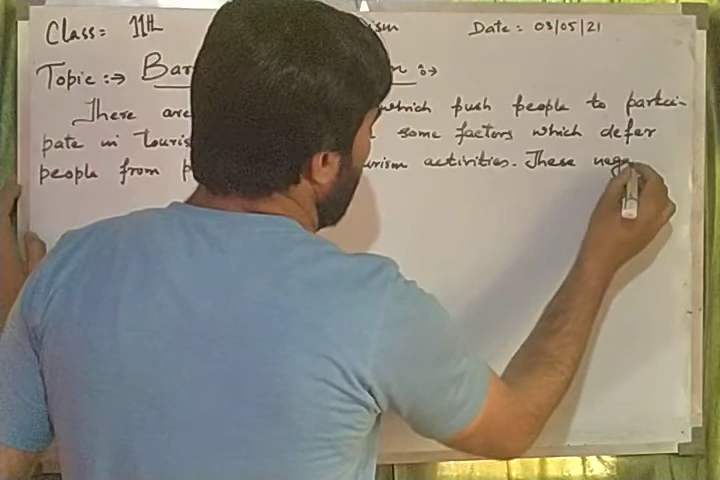 Class= 11th ism Date: 03/05/21
Topic :→ Bar m :→
There are which push people to partici-
pate in touris some factors which defer
people from p urism activities. These nega